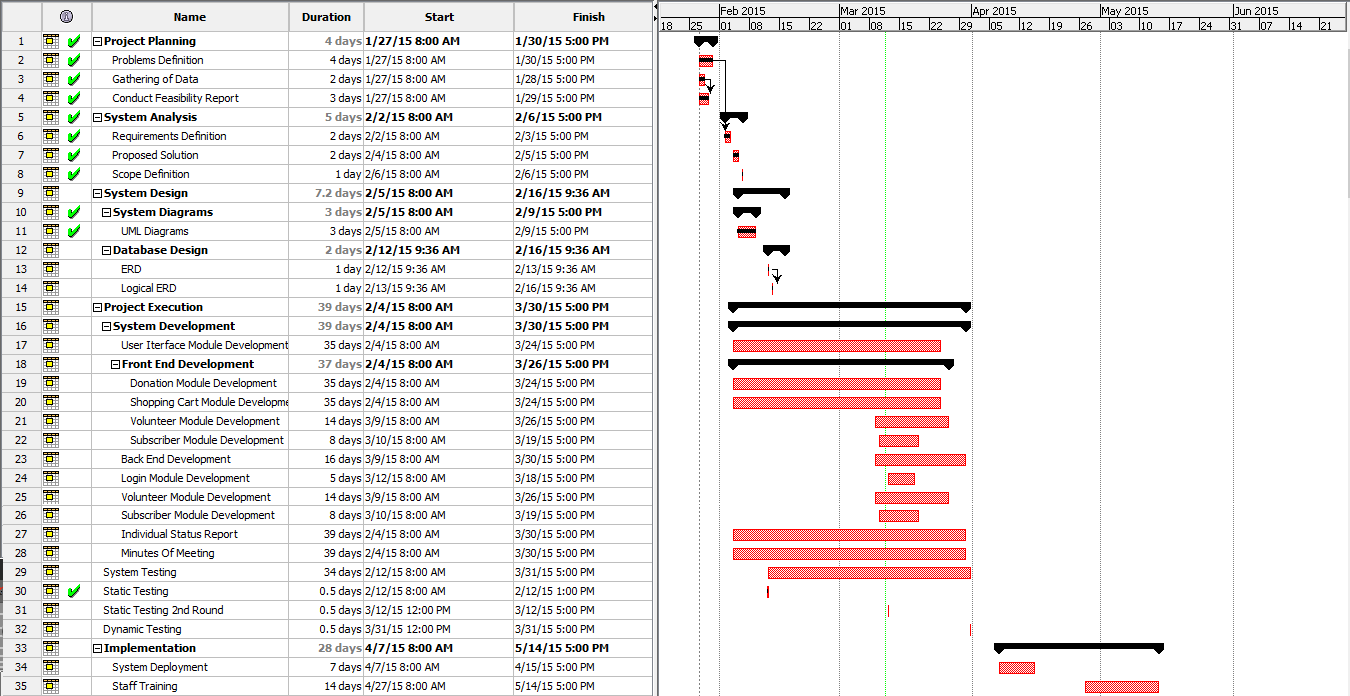 Name Duration Start Finish
Feb 2015 Mar 2015 Apr 2015 May 2015 Jun 2015
18 25 01 08 15 22 01 08 15 22 29 05 12 19 26 03 10 17 24 31 07 14 21
1 Project Planning 4 days 1/27/15 8:00 AM 1/30/15 5:00 PM
2 Problems Definition 4 days 1/27/15 8:00 AM 1/30/15 5:00 PM
3 Gathering of Data 2 days 1/27/15 8:00 AM 1/28/15 5:00 PM
4 Conduct Feasibility Report 3 days 1/27/15 8:00 AM 1/29/15 5:00 PM
5 System Analysis 5 days 2/2/15 8:00 AM 2/6/15 5:00 PM
6 Requirements Definition 2 days 2/2/15 8:00 AM 2/3/15 5:00 PM
7 Proposed Solution 2 days 2/4/15 8:00 AM 2/5/15 5:00 PM
8 Scope Definition 1 day 2/6/15 8:00 AM 2/6/15 5:00 PM
9 System Design 7.2 days 2/5/15 8:00 AM 2/16/15 9:36 AM
10 System Diagrams 3 days 2/5/15 8:00 AM 2/9/15 5:00 PM
11 UML Diagrams 3 days 2/5/15 8:00 AM 2/9/15 5:00 PM
12 Database Design 2 days 2/12/15 9:36 AM 2/16/15 9:36 AM
13 ERD 1 day 2/12/15 9:36 AM 2/13/15 9:36 AM
14 Logical ERD 1 day 2/13/15 9:36 AM 2/16/15 9:36 AM
15 Project Execution 39 days 2/4/15 8:00 AM 3/30/15 5:00 PM
16 System Development 39 days 2/4/15 8:00 AM 3/30/15 5:00 PM
17 User Iterface Module Development 35 days 2/4/15 8:00 AM 3/24/15 5:00 PM
18 Front End Development 37 days 2/4/15 8:00 AM 3/26/15 5:00 PM
19 Donation Module Development 35 days 2/4/15 8:00 AM 3/24/15 5:00 PM
20 Shopping Cart Module Developme 35 days 2/4/15 8:00 AM 3/24/15 5:00 PM
21 Volunteer Module Development 14 days 3/9/15 8:00 AM 3/26/15 5:00 PM
22 Subscriber Module Development 8 days 3/10/15 8:00 AM 3/19/15 5:00 PM
23 Back End Development 16 days 3/9/15 8:00 AM 3/30/15 5:00 PM
24 Login Module Development 5 days 3/12/15 8:00 AM 3/18/15 5:00 PM
25 Volunteer Module Development 14 days 3/9/15 8:00 AM 3/26/15 5:00 PM
26 Subscriber Module Development 8 days 3/10/15 8:00 AM 3/19/15 5:00 PM
27 Individual Status Report 39 days 2/4/15 8:00 AM 3/30/15 5:00 PM
28 Minutes Of Meeting 39 days 2/4/15 8:00 AM 3/30/15 5:00 PM
29 System Testing 34 days 2/12/15 8:00 AM 3/31/15 5:00 PM
30 Static Testing 0.5 days 2/12/15 8:00 AM 2/12/15 1:00 PM
31 Static Testing 2nd Round 0.5 days 3/12/15 12:00 PM 3/12/15 5:00 PM
32 Dynamic Testing 0.5 days 3/31/15 12:00 PM 3/31/15 5:00 PM
33 Implementation 28 days 4/7/15 8:00 AM 5/14/15 5:00 PM
34 System Deployment 7 days 4/7/15 8:00 AM 4/15/15 5:00 PM
35 Staff Training 14 days 4/27/15 8:00 AM 5/14/15 5:00 PM